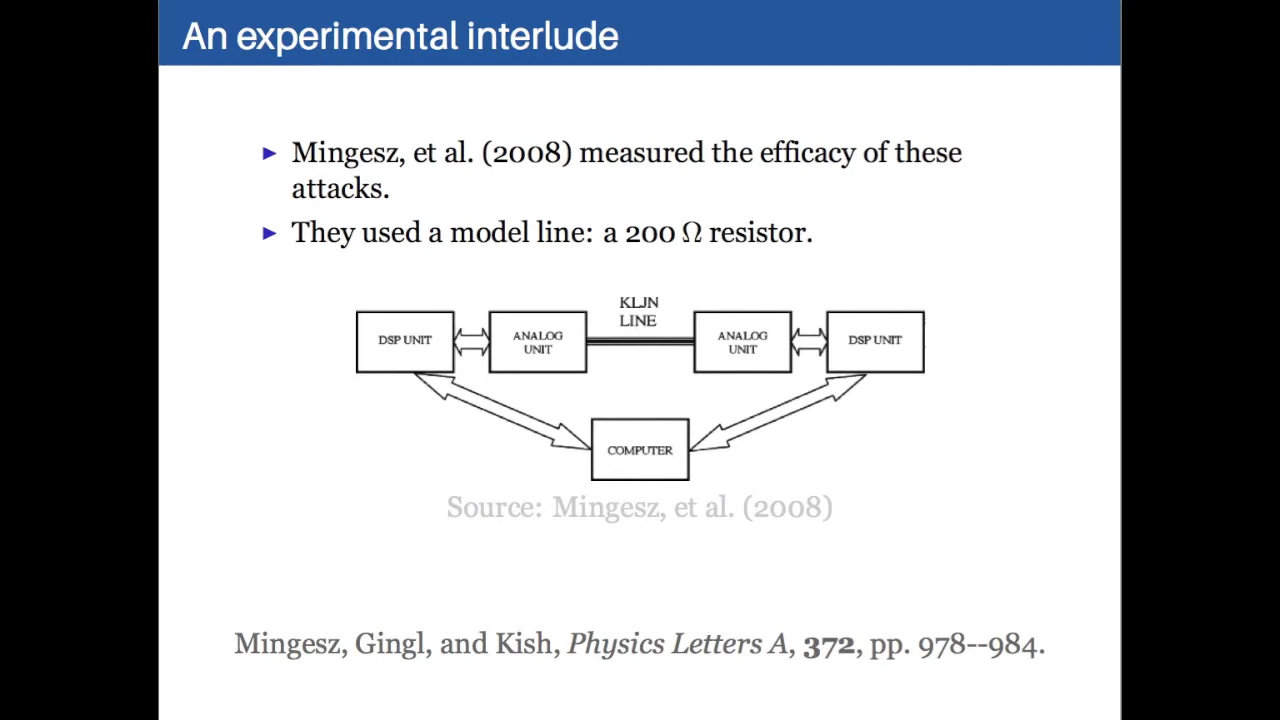 An experimental interlude
▶ Mingesz, et al. (2008) measured the efficacy of these
attacks.
▶ They used a model line: a 200 Ω resistor.
KLJN
LINE
DSP UNIT
ANALOG
UNIT
ANALOG
UNIT
DSP UNIT
COMPUTER
Source: Mingesz, et al. (2008)
Mingesz, Gingl, and Kish, Physics Letters A, 372, pp. 978--984.